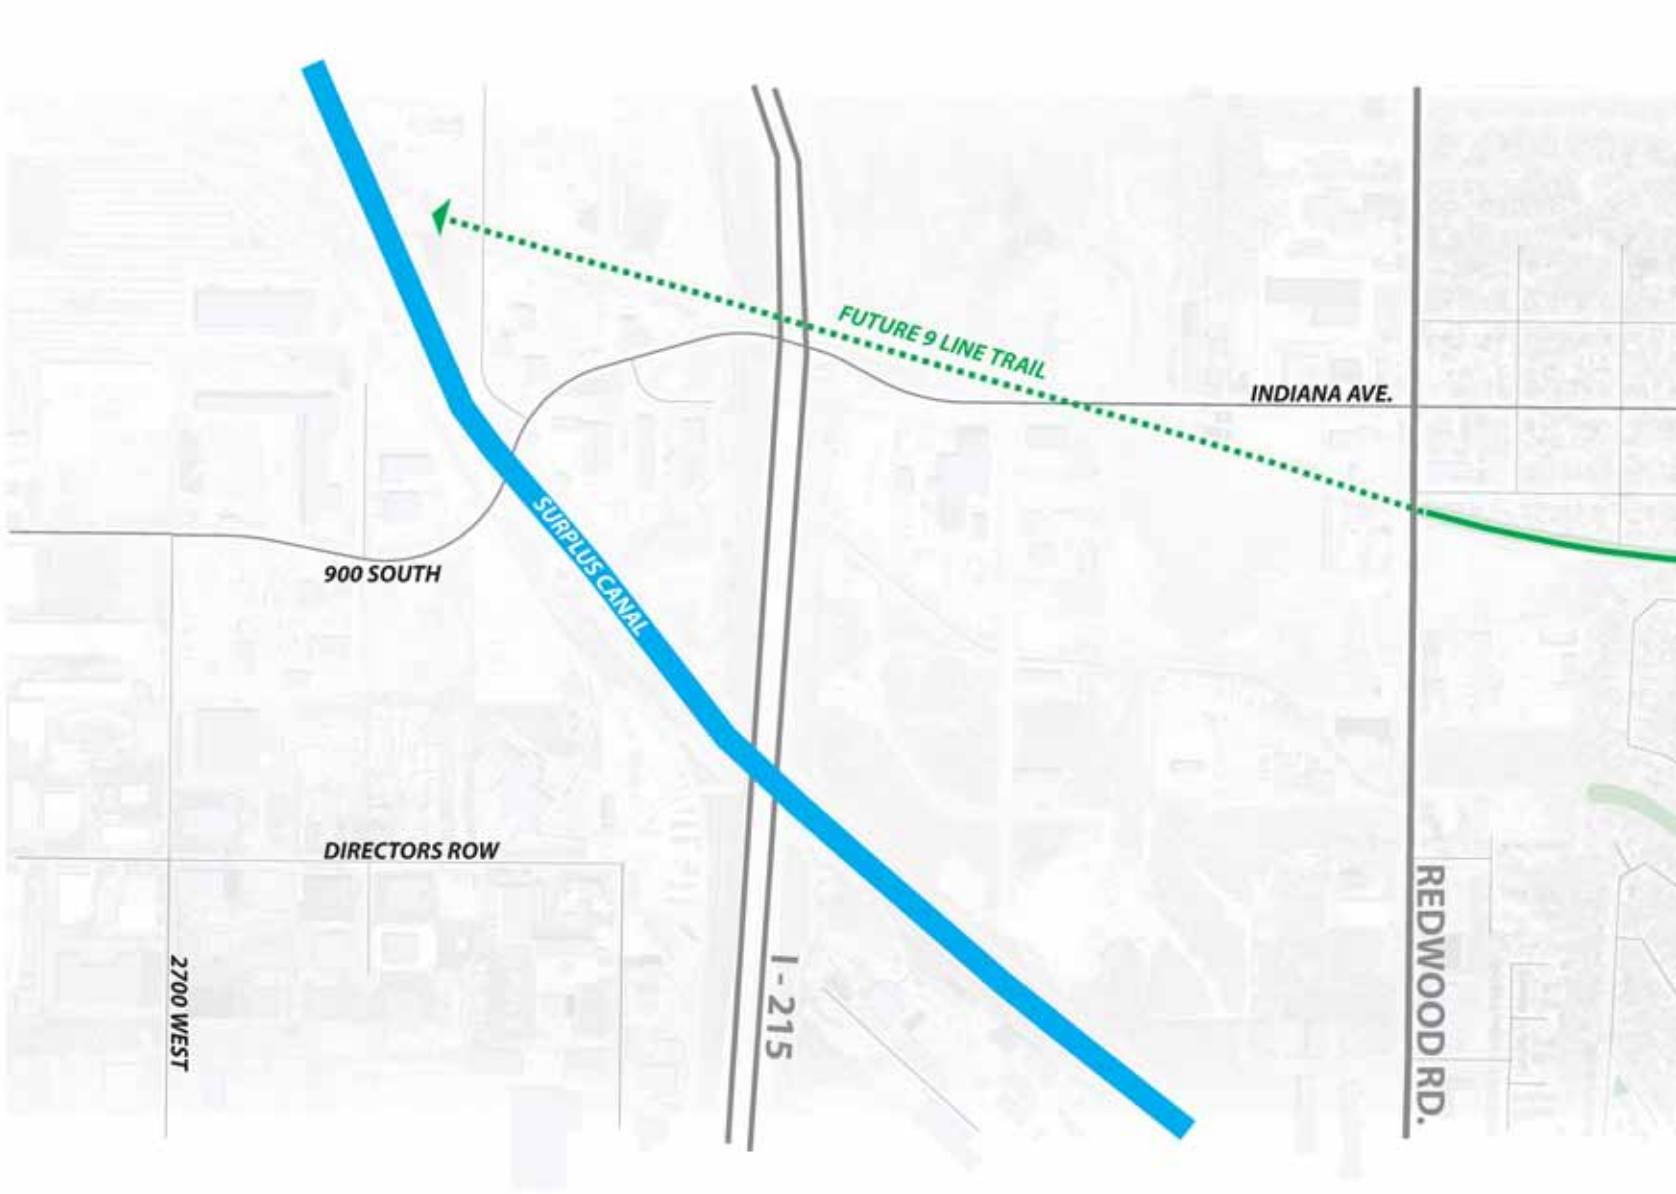 FUTURE 9 LINE TRAIL
INDIANA AVE.
SURPLUS CANAL
900 SOUTH
DIRECTORS ROW
2700 WEST
I - 215
REDWOOD RD.